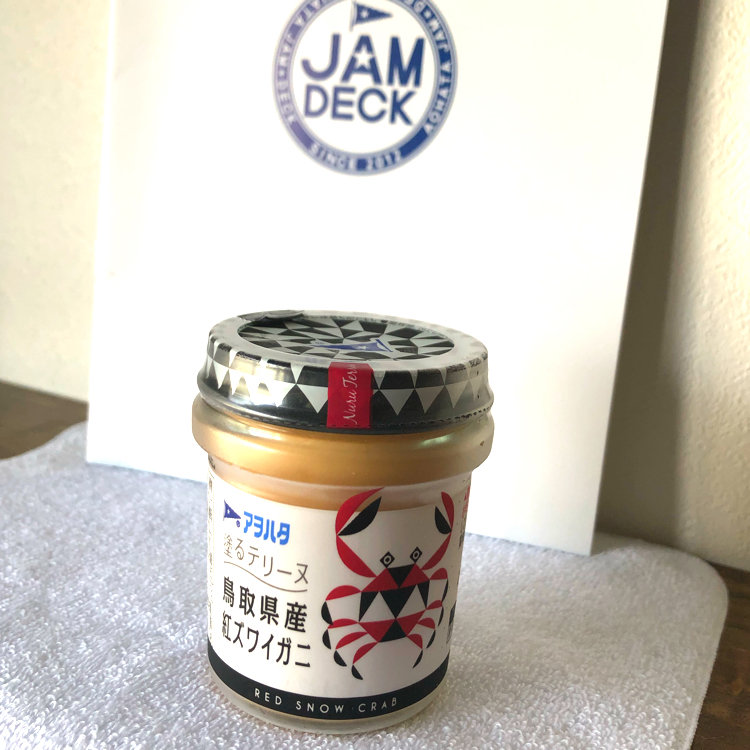 JAM
DECK
SINCE 2012
アヲハタ
塗るテリーヌ
鳥取県産
紅ズワイガニ
RED SNOW CRAB